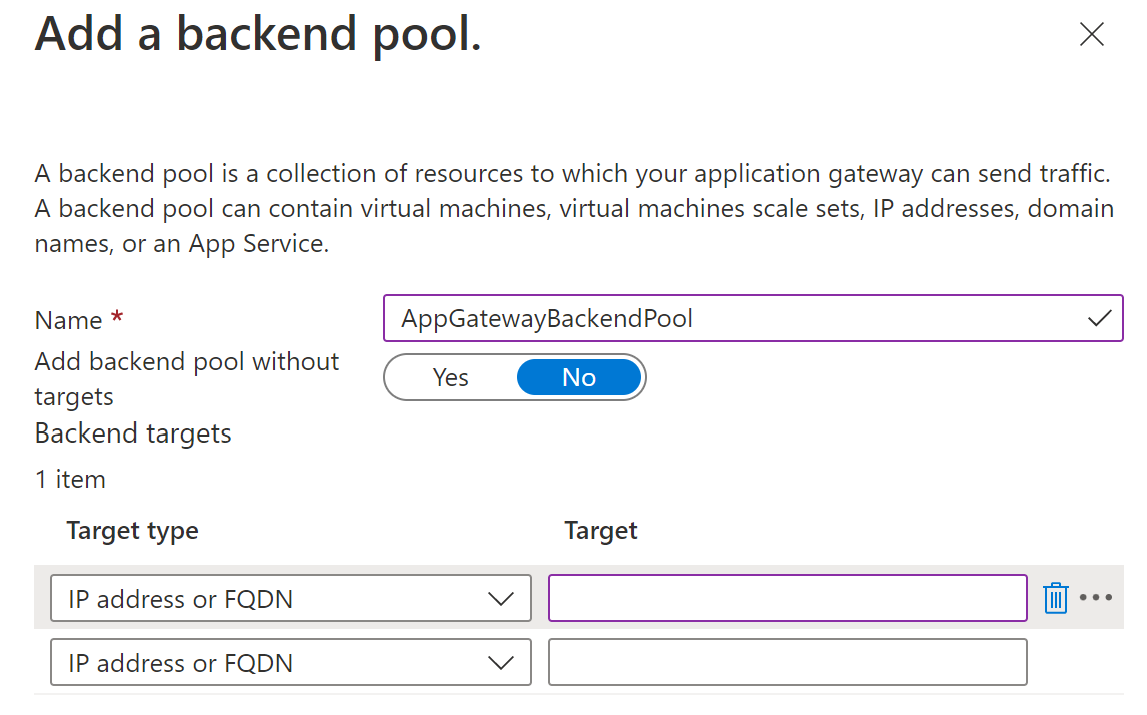 Add a backend pool.
A backend pool is a collection of resources to which your application gateway can send traffic.
A backend pool can contain virtual machines, virtual machines scale sets, IP addresses, domain
names, or an App Service.
Name *
AppGatewayBackendPool
Add backend pool without
targets
Yes
No
Backend targets
1 item
Target type
Target
IP address or FQDN
IP address or FQDN